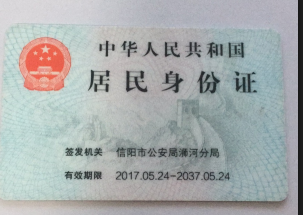 中华人民共和国
居民身份证
签发机关 信阳市公安局浉河分局
有效期限 2017.05.24-2037.05.24